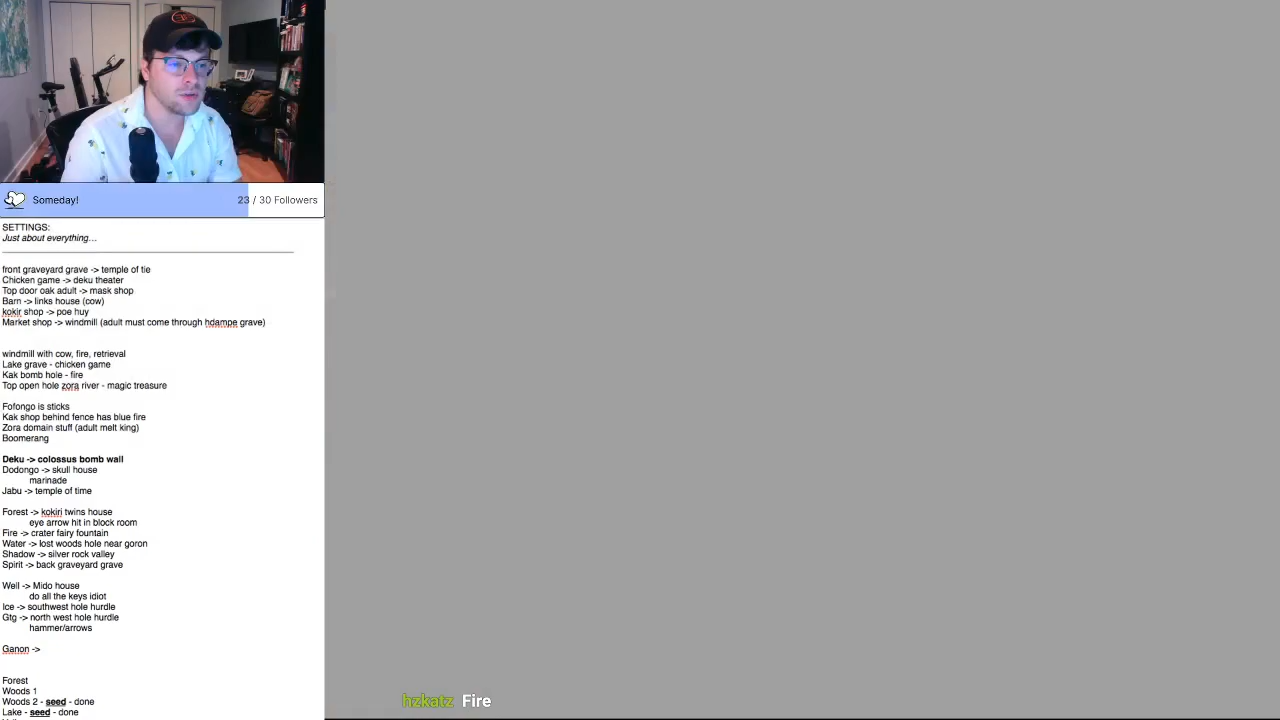 Someday!
23 / 30 Followers
SETTINGS:
Just about everything...
front graveyard grave -> temple of tie
Chicken game -> deku theater
Top door oak adult -> mask shop
Barn -> links house (cow)
kokir shop -> poe huy
Market shop -> windmill (adult must come through hdampe grave)
windmill with cow, fire, retrieval
Lake grave - chicken game
Kak bomb hole - fire
Top open hole zora river - magic treasure
Fofongo is sticks
Kak shop behind fence has blue fire
Zora domain stuff (adult melt king)
Boomerang
Deku -> colossus bomb wall
Dodongo -> skull house
marinade
Jabu -> temple of time
Forest -> kokiri twins house
eye arrow hit in block room
Fire -> crater fairy fountain
Water -> lost woods hole near goron
Shadow -> silver rock valley
Spirit -> back graveyard grave
Well -> Mido house
do all the keys idiot
Ice -> southwest hole hurdle
Gtg -> north west hole hurdle
hammer/arrows
Ganon ->
Forest
Woods 1
Woods 2 - seed - done
Lake - seed - done
hzkatz Fire